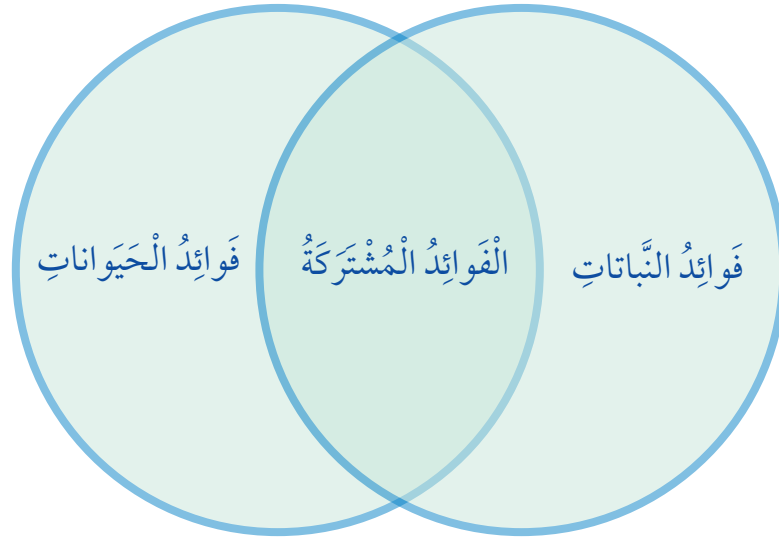 فَوائِدُ النَّباتاتِ
الْفَوائِدُ الْمُشْتَرَكَةُ
فَوائِدُ الْحَيَواناتِ